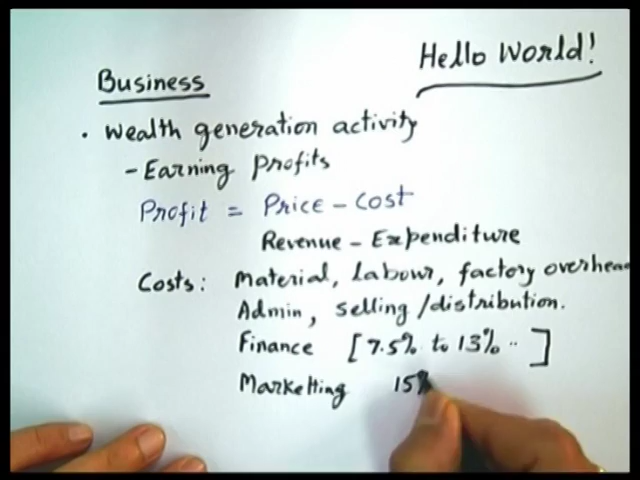 Hello World!
Business
• Wealth generation activity
- Earning Profits
Profit = Price - Cost
Revenue - Expenditure
Costs: Material, Labour, factory overhea
Admin, selling/distribution.
Finance [7.5% to 13% .. ]
Marketting 15%